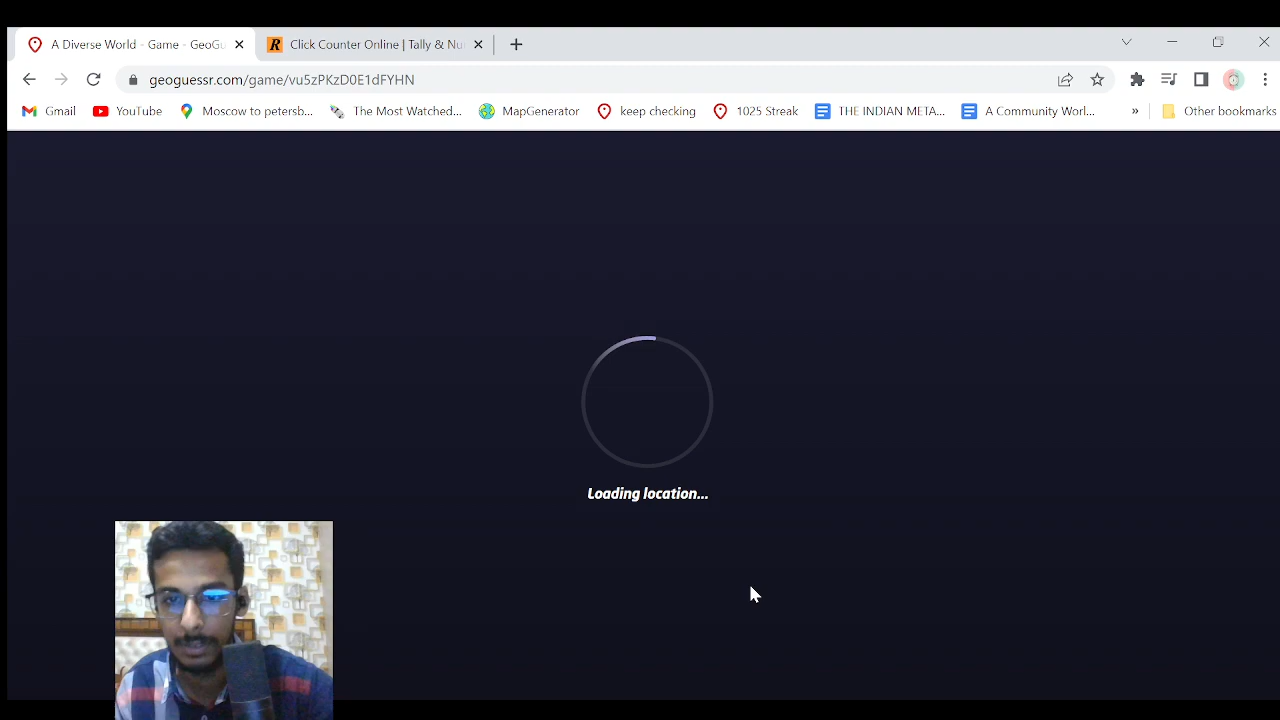 A Diverse World - Game - GeoGu
Click Counter Online | Tally & Nu
geoguessr.com/game/vu5zPKzD0E1dFYHN
Gmail YouTube Moscow to petersb... The Most Watched... MapGenerator keep checking 1025 Streak THE INDIAN META... A Community Worl... » Other bookmarks
Loading location...